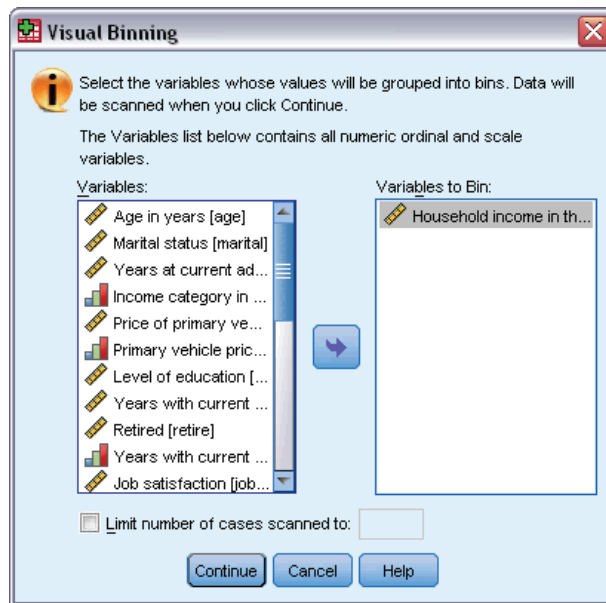 Visual Binning
Select the variables whose values will be grouped into bins. Data will
be scanned when you click Continue.
The Variables list below contains all numeric ordinal and scale
variables.
Variables:
Age in years [age]
Marital status [marital]
Years at current ad...
Income category in ...
Price of primary ve...
Primary vehicle pric...
Level of education [...
Years with current ...
Retired [retire]
Years with current ...
Job satisfaction [job...
Variables to Bin:
Household income in th...
Limit number of cases scanned to:
Continue
Cancel
Help